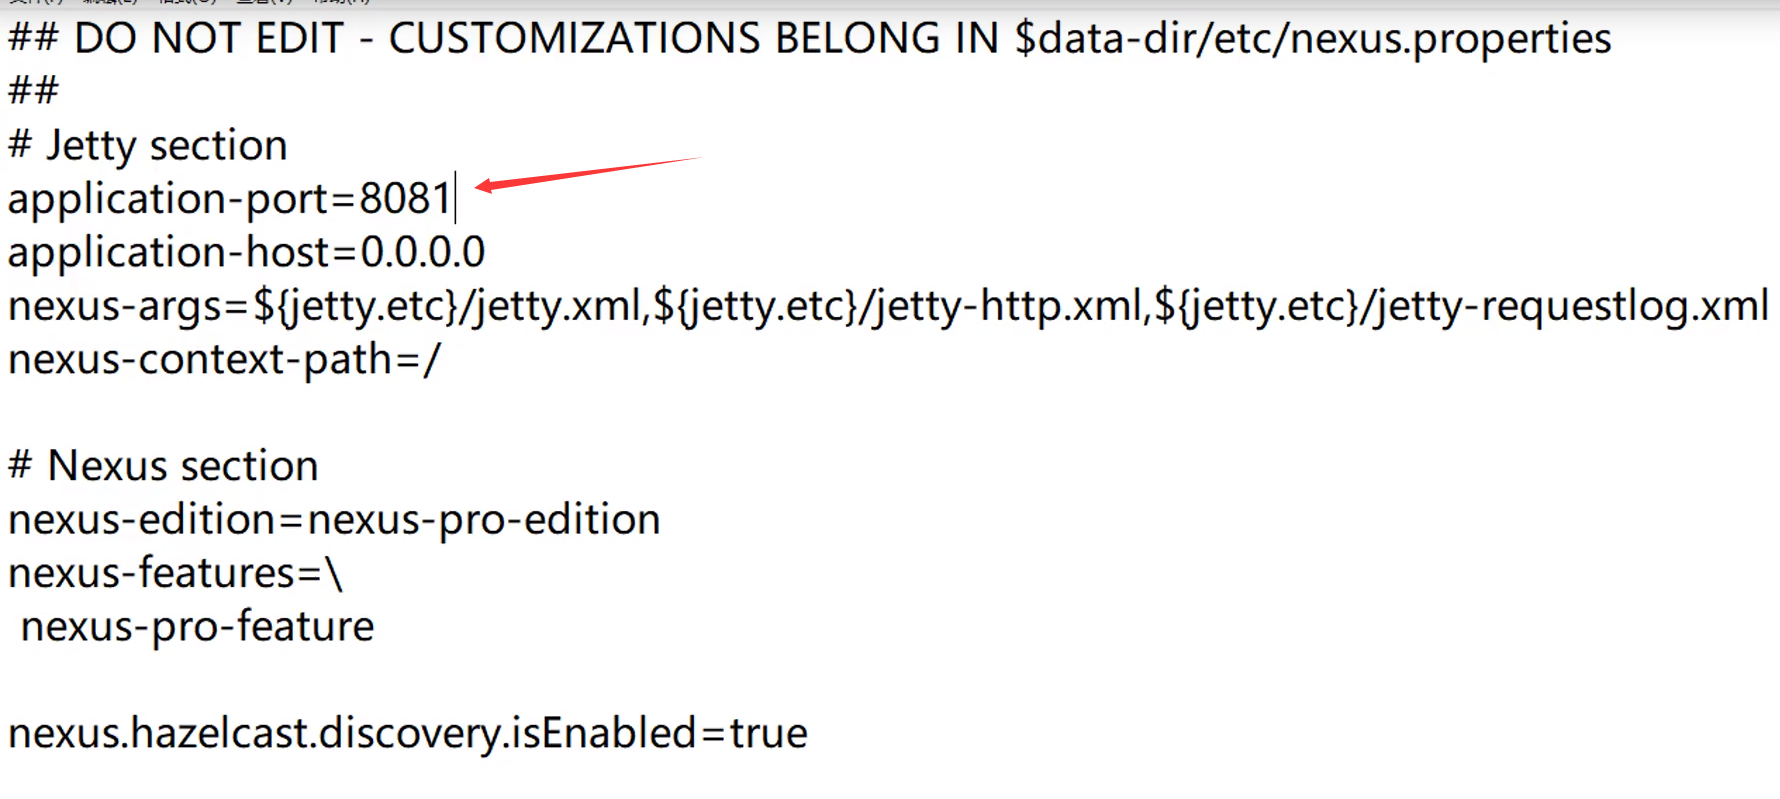 ## DO NOT EDIT - CUSTOMIZATIONS BELONG IN $data-dir/etc/nexus.properties
##
# Jetty section
application-port=8081
application-host=0.0.0.0
nexus-args=${jetty.etc}/jetty.xml,${jetty.etc}/jetty-http.xml,${jetty.etc}/jetty-requestlog.xml
nexus-context-path=/
# Nexus section
nexus-edition=nexus-pro-edition
nexus-features=\
nexus-pro-feature
nexus.hazelcast.discovery.isEnabled=true